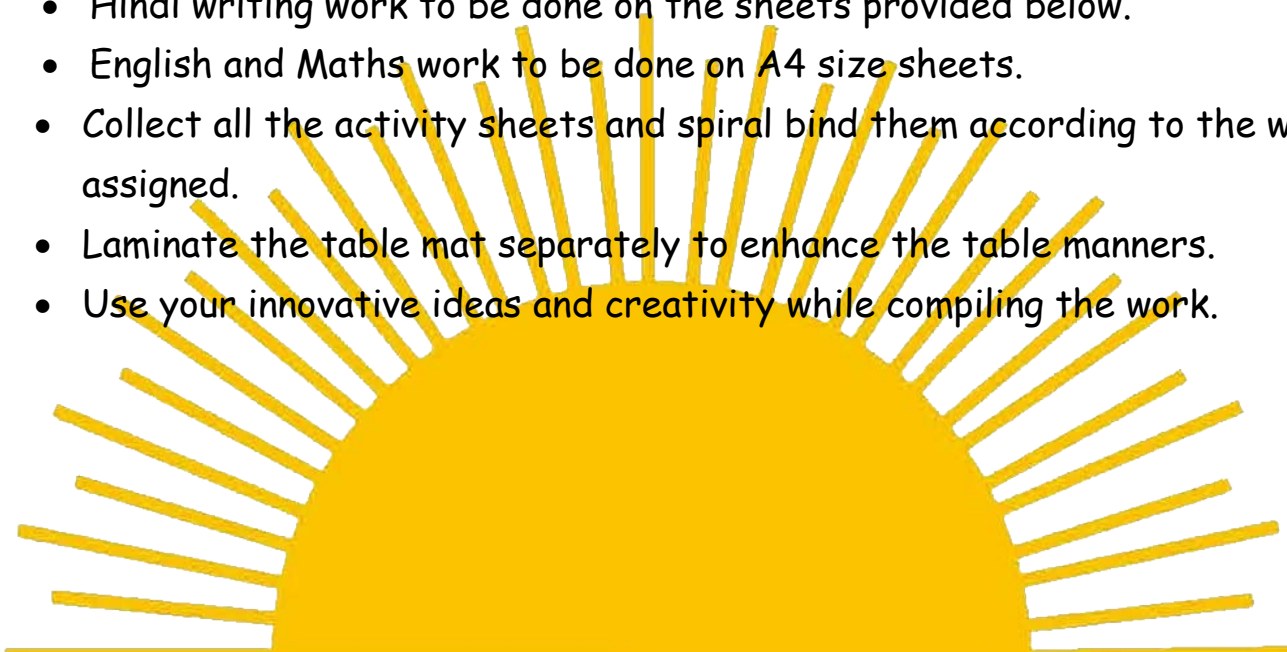 • Hindi writing work to be done on the sheets provided below.
• English and Maths work to be done on A4 size sheets.
• Collect all the activity sheets and spiral bind them according to the
assigned.
• Laminate the table mat separately to enhance the table manners.
• Use your innovative ideas and creativity while compiling the work.